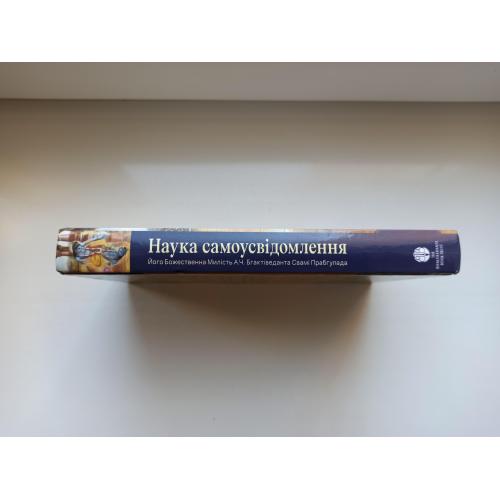 Наука самоусвідомлення
Його Божественна Милість А.Ч. Бгактіведанта Свамі Прабгупада